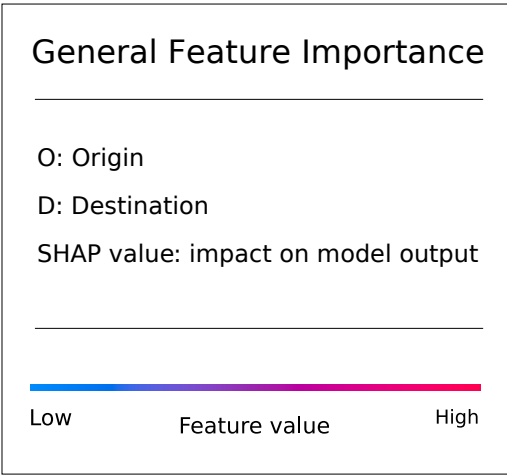 General Feature Importance
O: Origin
D: Destination
SHAP value: impact on model output
Low
Feature value
High